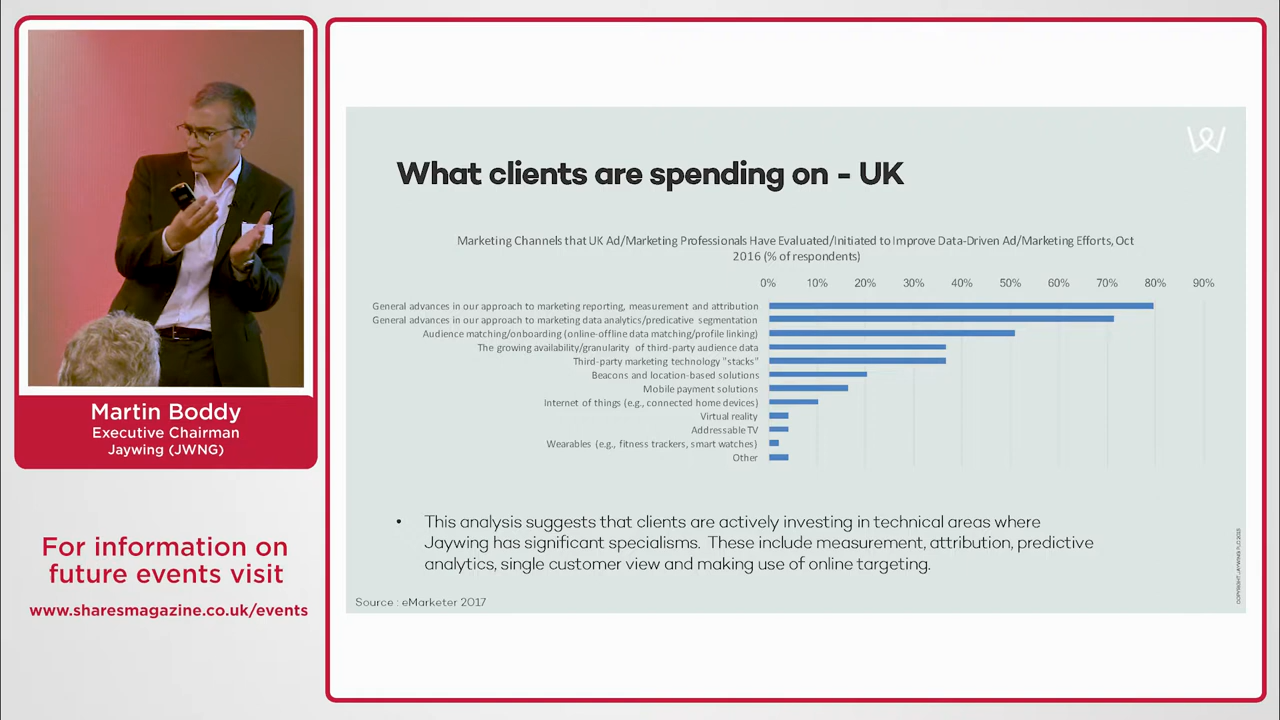 Martin Boddy
Executive Chairman
Jaywing (JWNG)
For information on
future events visit
www.sharesmagazine.co.uk/events
What clients are spending on - UK
Marketing Channels that UK Ad/Marketing Professionals Have Evaluated/Initiated to Improve Data-Driven Ad/Marketing Efforts, Oct
2016 (% of respondents)
0% 10% 20% 30% 40% 50% 60% 70% 80% 90%
General advances in our approach to marketing reporting, measurement and attribution
General advances in our approach to marketing data analytics/predicative segmentation
Audience matching/onboarding (online-offline data matching/profile linking)
The growing availability/granularity of third-party audience data
Third-party marketing technology "stacks"
Beacons and location-based solutions
Mobile payment solutions
Internet of things (e.g., connected home devices)
Virtual reality
Addressable TV
Wearables (e.g., fitness trackers, smart watches)
Other
• This analysis suggests that clients are actively investing in technical areas where
Jaywing has significant specialisms. These include measurement, attribution, predictive
analytics, single customer view and making use of online targeting.
Source : eMarketer 2017